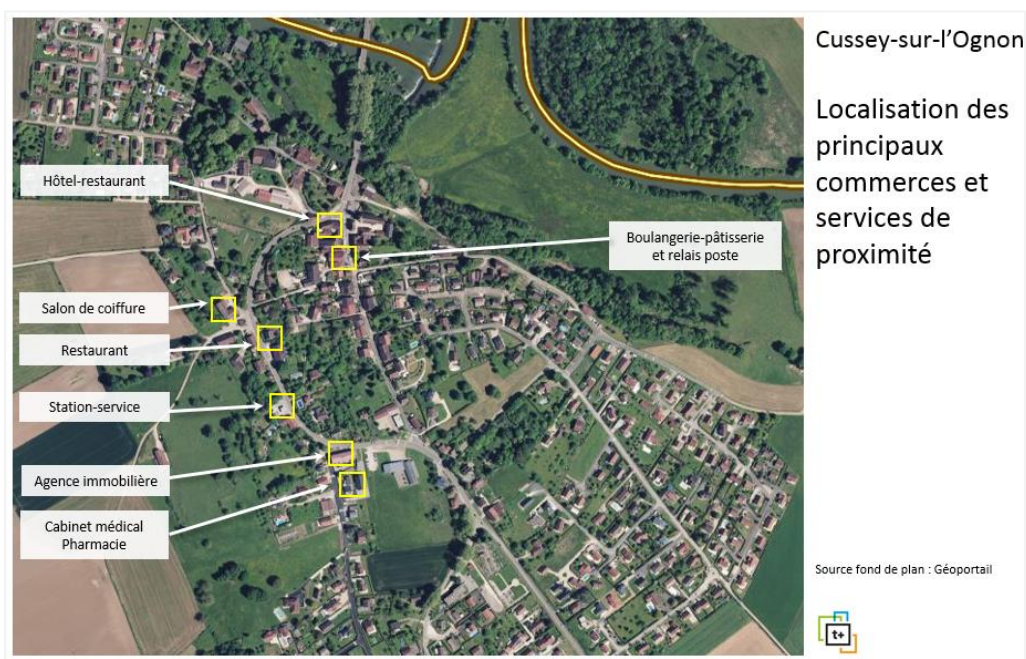 Cussey-sur-l’Ognon
Localisation des
principaux
commerces et
services de
proximité
Hôtel-restaurant
Boulangerie-pâtisserie
et relais poste
Salon de coiffure
Restaurant
Station-service
Agence immobilière
Cabinet médical
Pharmacie
Source fond de plan : Géoportail
t+